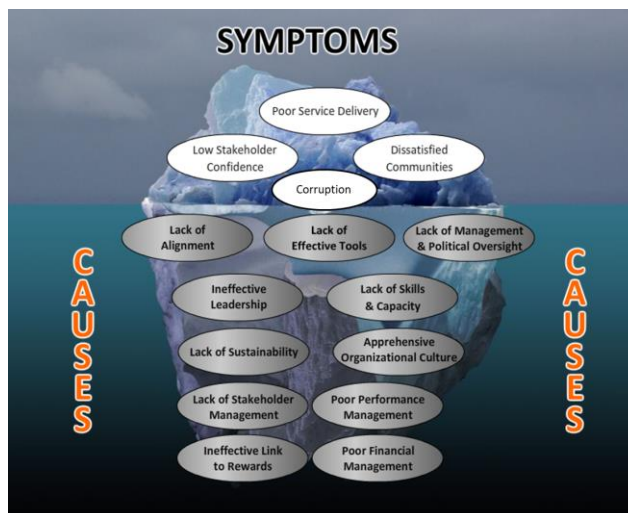 SYMPTOMS
Poor Service Delivery
Low Stakeholder
Confidence
Dissatisfied
Communities
Corruption
Lack of
Alignment
Lack of
Effective Tools
Lack of Management
& Political Oversight
CAUSES
CAUSES
Ineffective
Leadership
Lack of Skills
& Capacity
Lack of Sustainability
Apprehensive
Organizational Culture
Lack of Stakeholder
Management
Poor Performance
Management
Ineffective Link
to Rewards
Poor Financial
Management